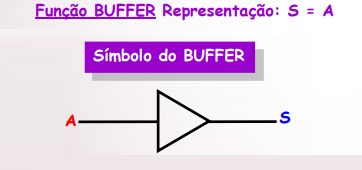 Função BUFFER Representação: S = A
Símbolo do BUFFER
A
S